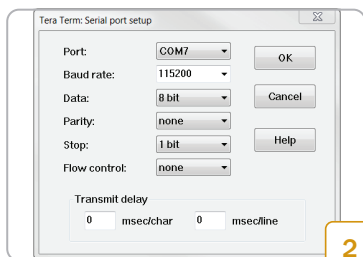 Tera Term: Serial port setup
Port: COM7 OK
Baud rate: 115200
Data: 8 bit Cancel
Parity: none
Stop: 1 bit Help
Flow control: none
Transmit delay
0 msec/char 0 msec/line
2